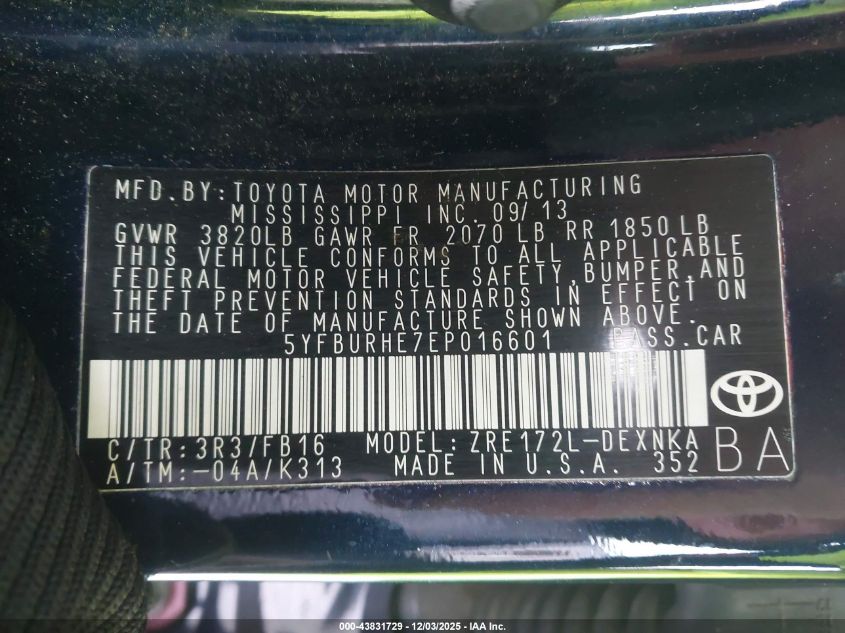 MFD.BY:TOYOTA MOTOR MANUFACTURING
MISSISSIPPI INC. 09/13
GVWR 3820LB GAWR FR 2070 LB RR 1850 LB
THIS VEHICLE CONFORMS TO ALL APPLICABLE
FEDERAL MOTOR VEHICLE SAFETY, BUMPER, AND
THEFT PREVENTION STANDARDS IN EFFECT ON
THE DATE OF MANUFACTURE SHOWN ABOVE.
5YFBURHE7EP016601 PASS.CAR
C/TR:3R3/FB16 MODEL: ZRE172L-DEXNKA
A/TM:-04A/K313 MADE IN U.S.A. 352 BA
000-43831729 - 12/03/2025 - IAA Inc.